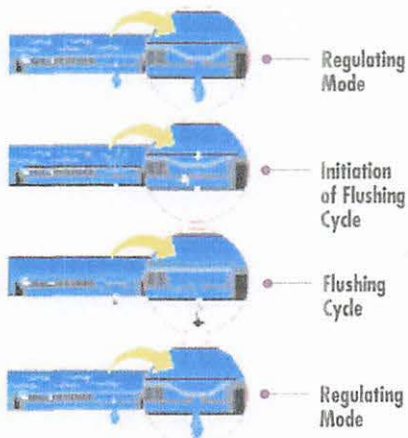 Regulating
Mode
Initiation
of Flushing
Cycle
Flushing
Cycle
Regulating
Mode